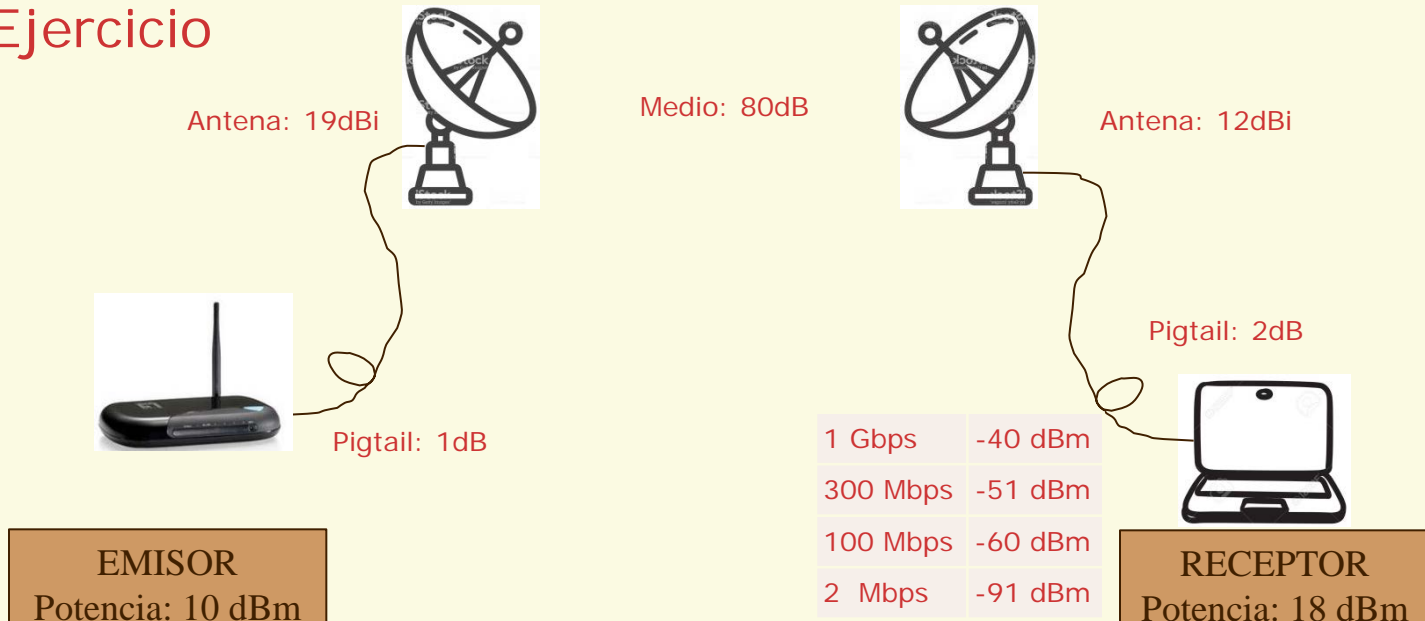 Ejercicio
Antena: 19dBi
Medio: 80dB
Antena: 12dBi
Pigtail: 1dB
Pigtail: 2dB
1 Gbps -40 dBm
300 Mbps -51 dBm
100 Mbps -60 dBm
2 Mbps -91 dBm
EMISOR
Potencia: 10 dBm
RECEPTOR
Potencia: 18 dBm